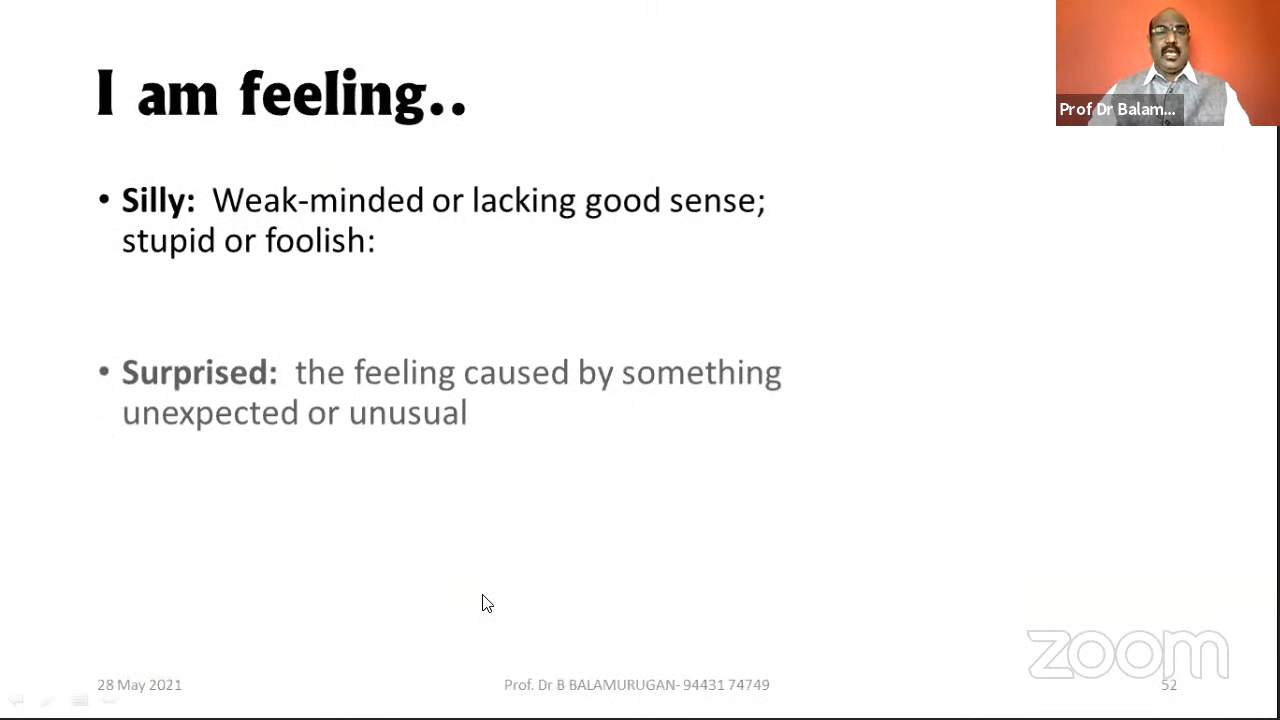 I am feeling..
Prof Dr Balam...
• Silly: Weak-minded or lacking good sense;
stupid or foolish:
• Surprised: the feeling caused by something
unexpected or unusual
zoom
28 May 2021
Prof. Dr B BALAMURUGAN- 94431 74749
52